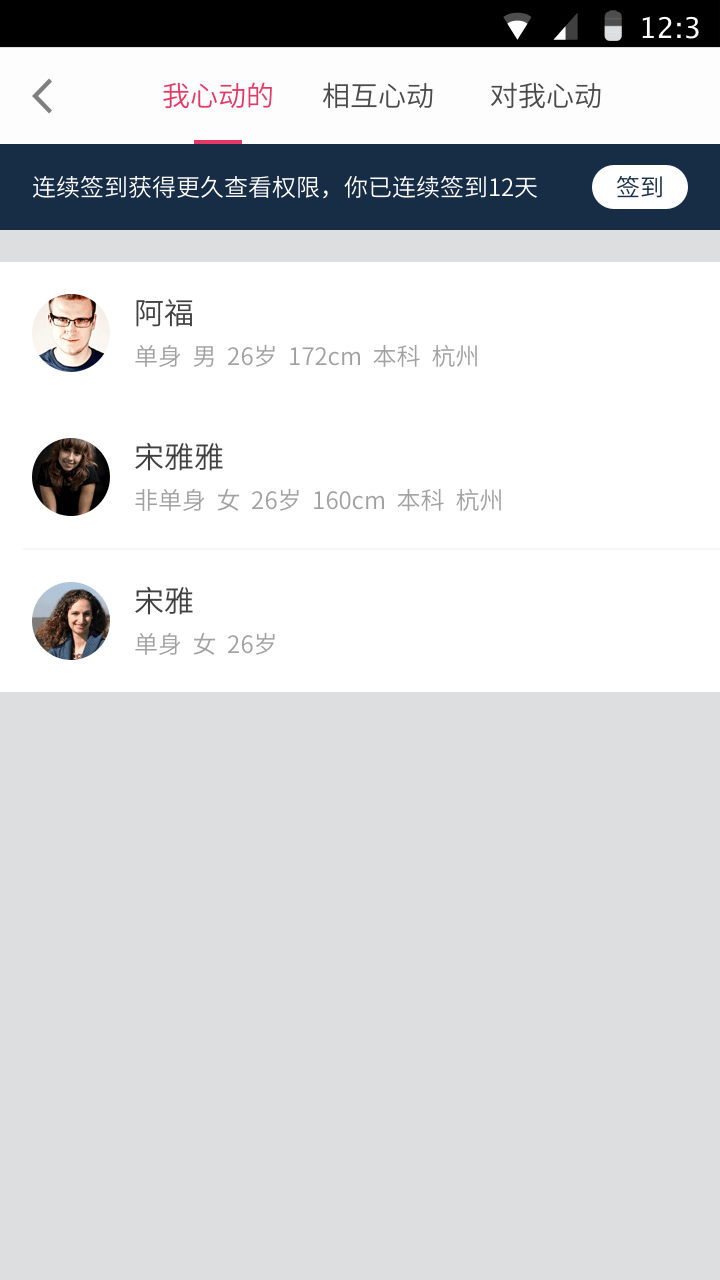 12:3
我心动的 相互心动 对我心动
连续签到获得更久查看权限，你已连续签到12天 签到
阿福
单身 男 26岁 172cm 本科 杭州
宋雅雅
非单身 女 26岁 160cm 本科 杭州
宋雅
单身 女 26岁